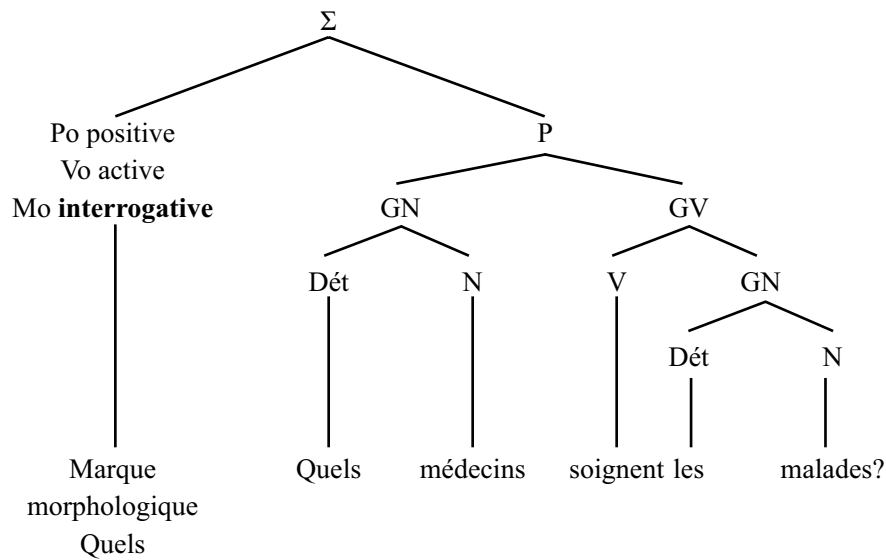 Σ
Po positive P
Vo active
Mo interrogative GN GV
Dét N V GN
Dét N
Marque Quels médecins soignent les malades?
morphologique
Quels